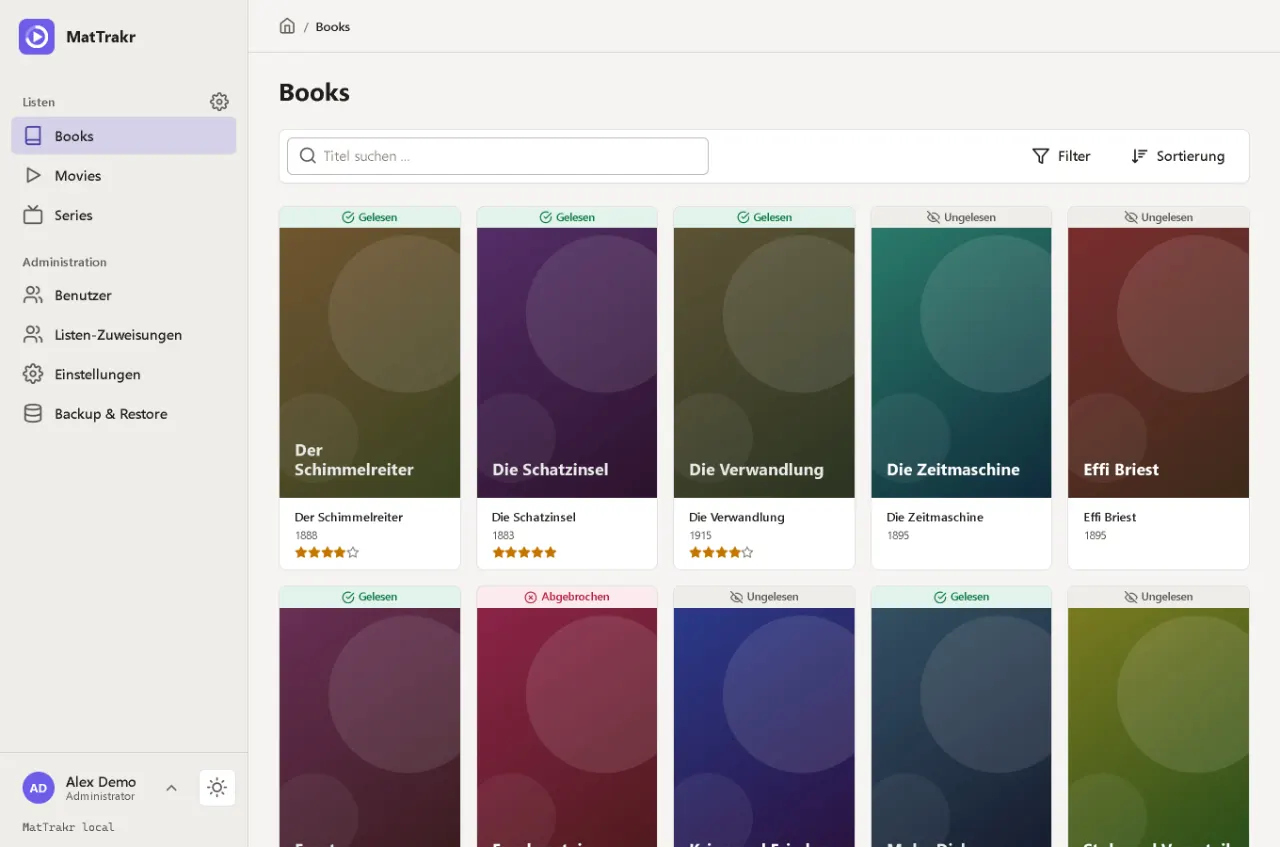 MatTrakr
/ Books
Listen
Books
Movies
Series
Administration
Benutzer
Listen-Zuweisungen
Einstellungen
Backup & Restore
AD
Alex Demo
Administrator
MatTrakr local
Books
Titel suchen ...
Filter
Sortierung
Gelesen
Der
Schimmelreiter
Der Schimmelreiter
1888
Gelesen
Die Schatzinsel
Die Schatzinsel
1883
Gelesen
Die Verwandlung
Die Verwandlung
1915
Ungelesen
Die Zeitmaschine
Die Zeitmaschine
1895
Ungelesen
Effi Briest
Effi Briest
1895
Gelesen
Abgebrochen
Ungelesen
Gelesen
Ungelesen